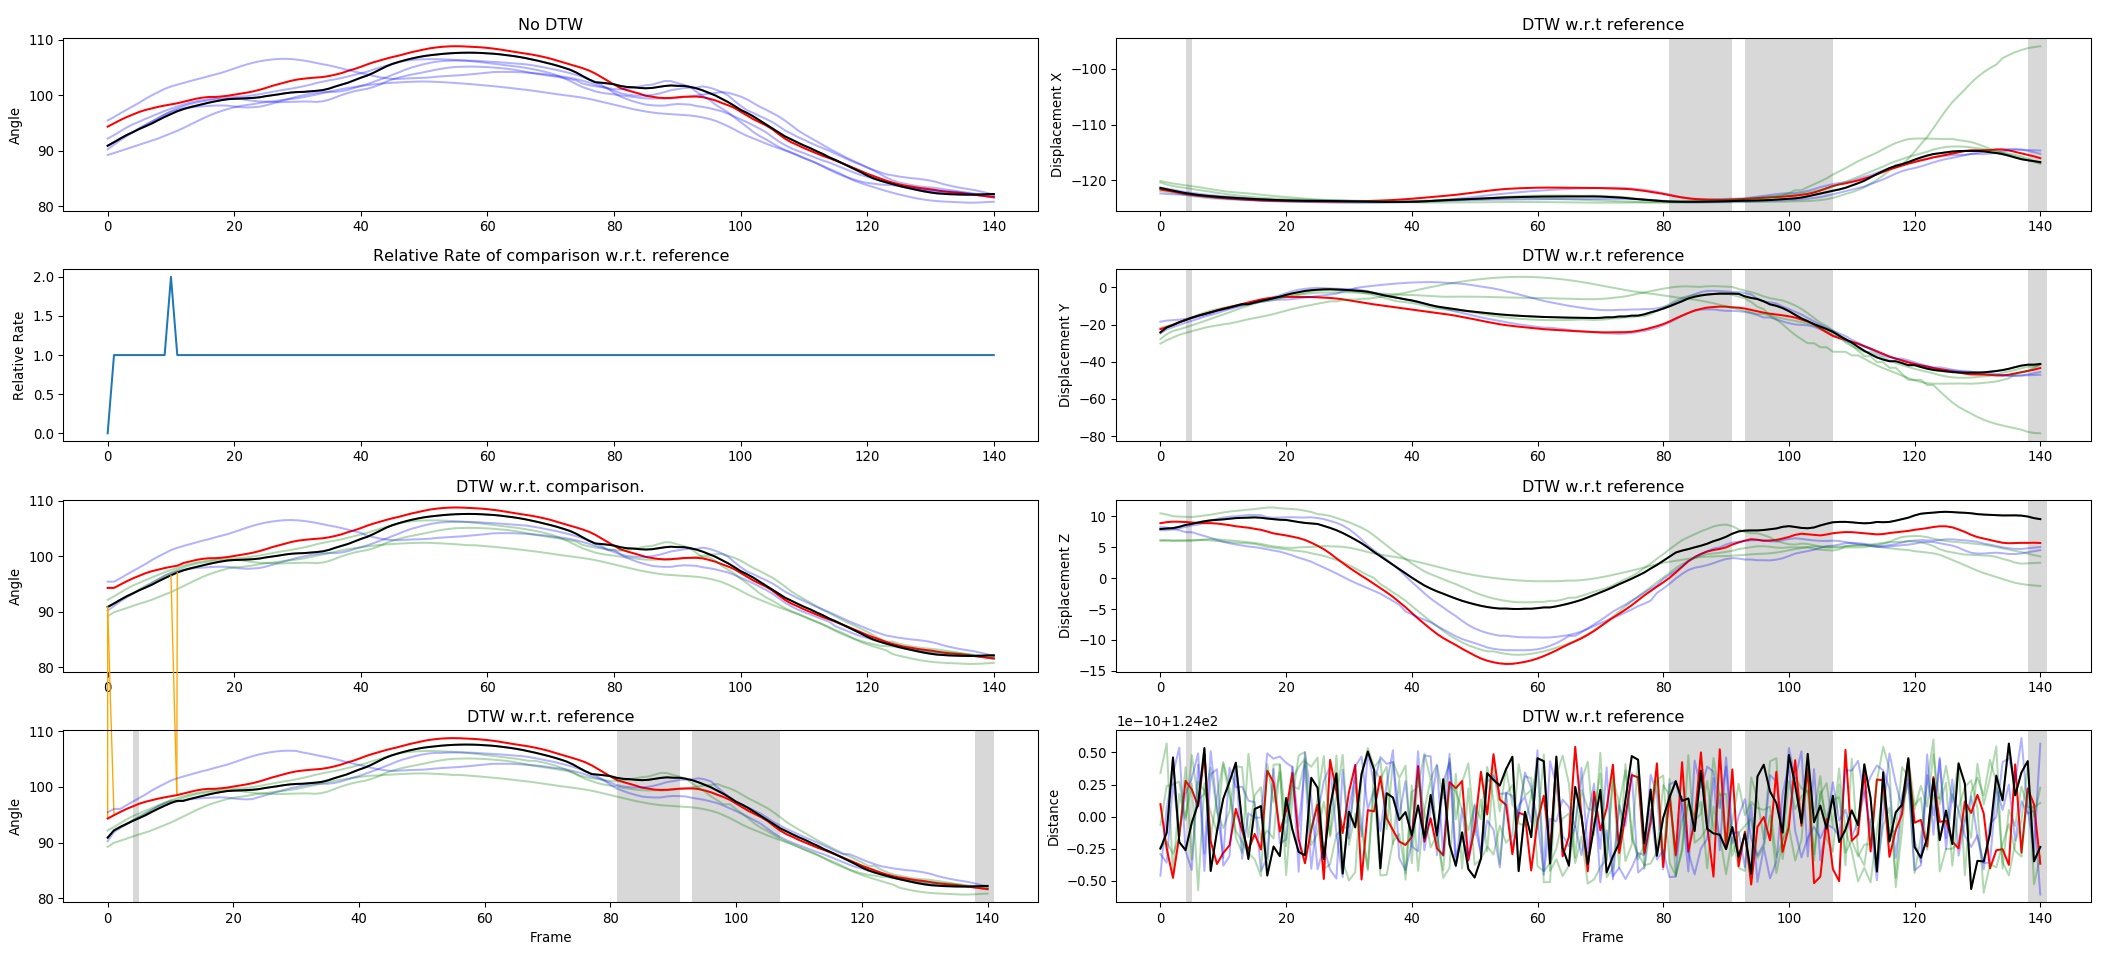 No DTW
110
100
90
80
Angle
0 20 40 60 80 100 120 140
Relative Rate of comparison w.r.t. reference
2.0
1.5
1.0
0.5
0.0
Relative Rate
0 20 40 60 80 100 120 140
DTW w.r.t. comparison.
110
100
90
80
Angle
0 20 40 60 80 100 120 140
DTW w.r.t. reference
110
100
90
80
Angle
0 20 40 60 80 100 120 140
Frame
DTW w.r.t reference
−100
−110
−120
Displacement X
0 20 40 60 80 100 120 140
DTW w.r.t reference
0
−20
−40
−60
−80
Displacement Y
0 20 40 60 80 100 120 140
DTW w.r.t reference
10
5
0
−5
−10
−15
Displacement Z
0 20 40 60 80 100 120 140
DTW w.r.t reference
1e−10+1.24e2
0.50
0.25
0.00
−0.25
−0.50
Distance
0 20 40 60 80 100 120 140
Frame